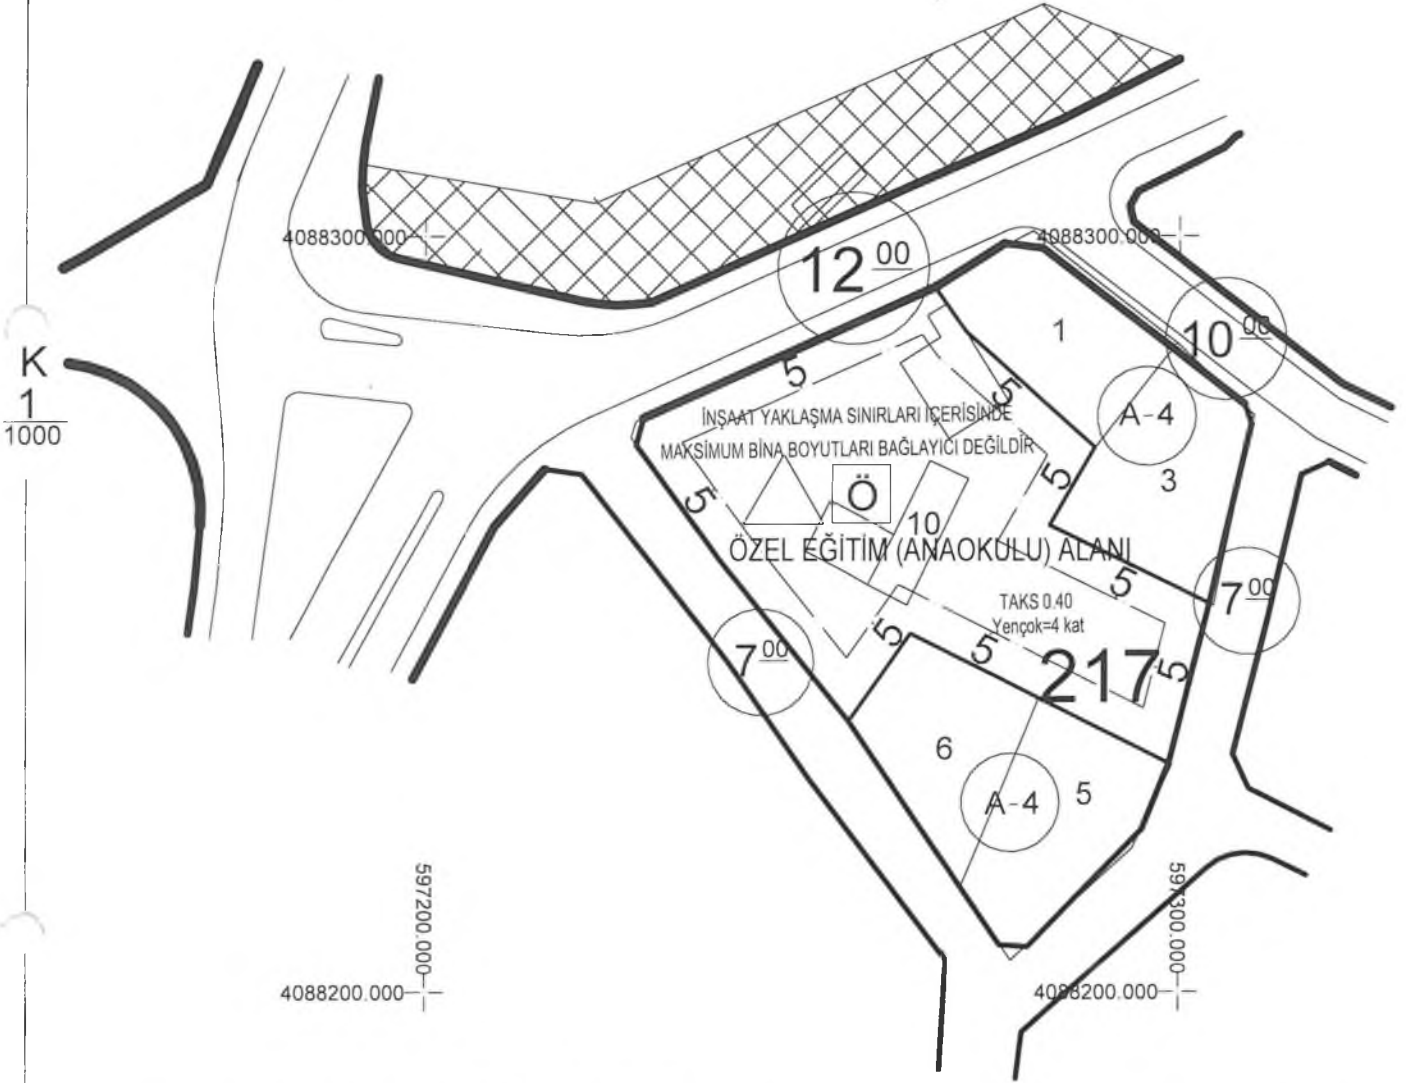 4088300.000
4088300.000
12 00
10 00
K
1
1000
1
5
5
A-4
İNŞAAT YAKLAŞMA SINIRLARI İÇERİSİNDE
MAKSİMUM BİNA BOYUTLARI BAĞLAYICI DEĞİLDİR
5
3
5
Ö
10
ÖZEL EĞİTİM (ANAOKULU) ALANI
5
TAKS 0.40
Yençok=4 kat
7 00
5
5
7 00
217
5
6
A-4
5
597200.000
597300.000
4088200.000
4088200.000